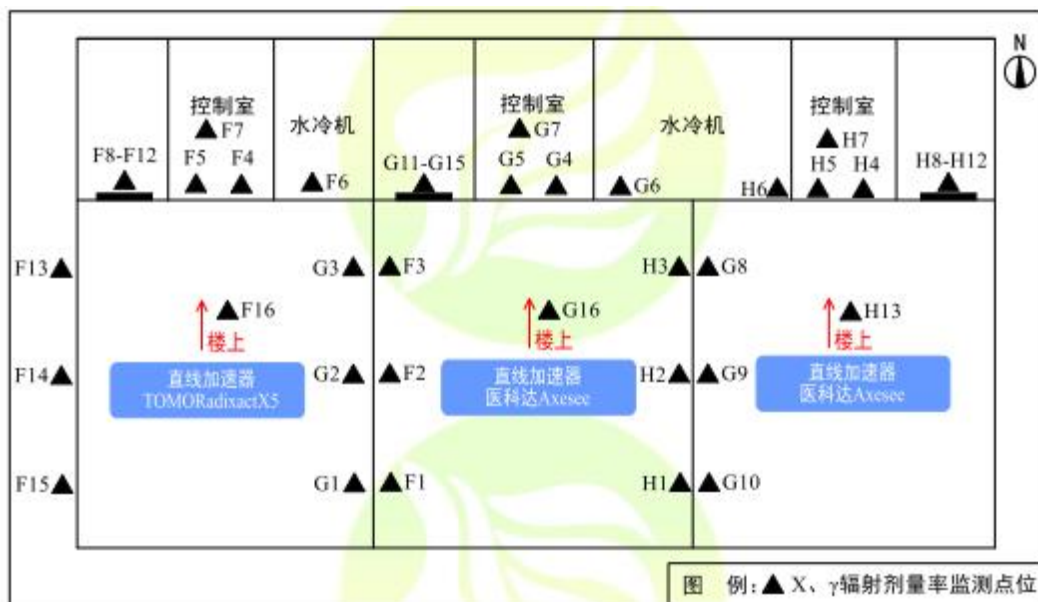 N
控制室
控制室
控制室
水冷机
水冷机
F7
G7
H7
F8-F12
F5
F4
F6
G11-G15
G5
G4
G6
H6
H5
H4
H8-H12
F13
G3
F3
H3
G8
F16
G16
H13
楼上
楼上
楼上
F14
直线加速器
TOMORadixactX5
G2
F2
直线加速器
医科达Axesee
H2
G9
直线加速器
医科达Axesee
F15
G1
F1
H1
G10
图 例:▲ X、γ辐射剂量率监测点位